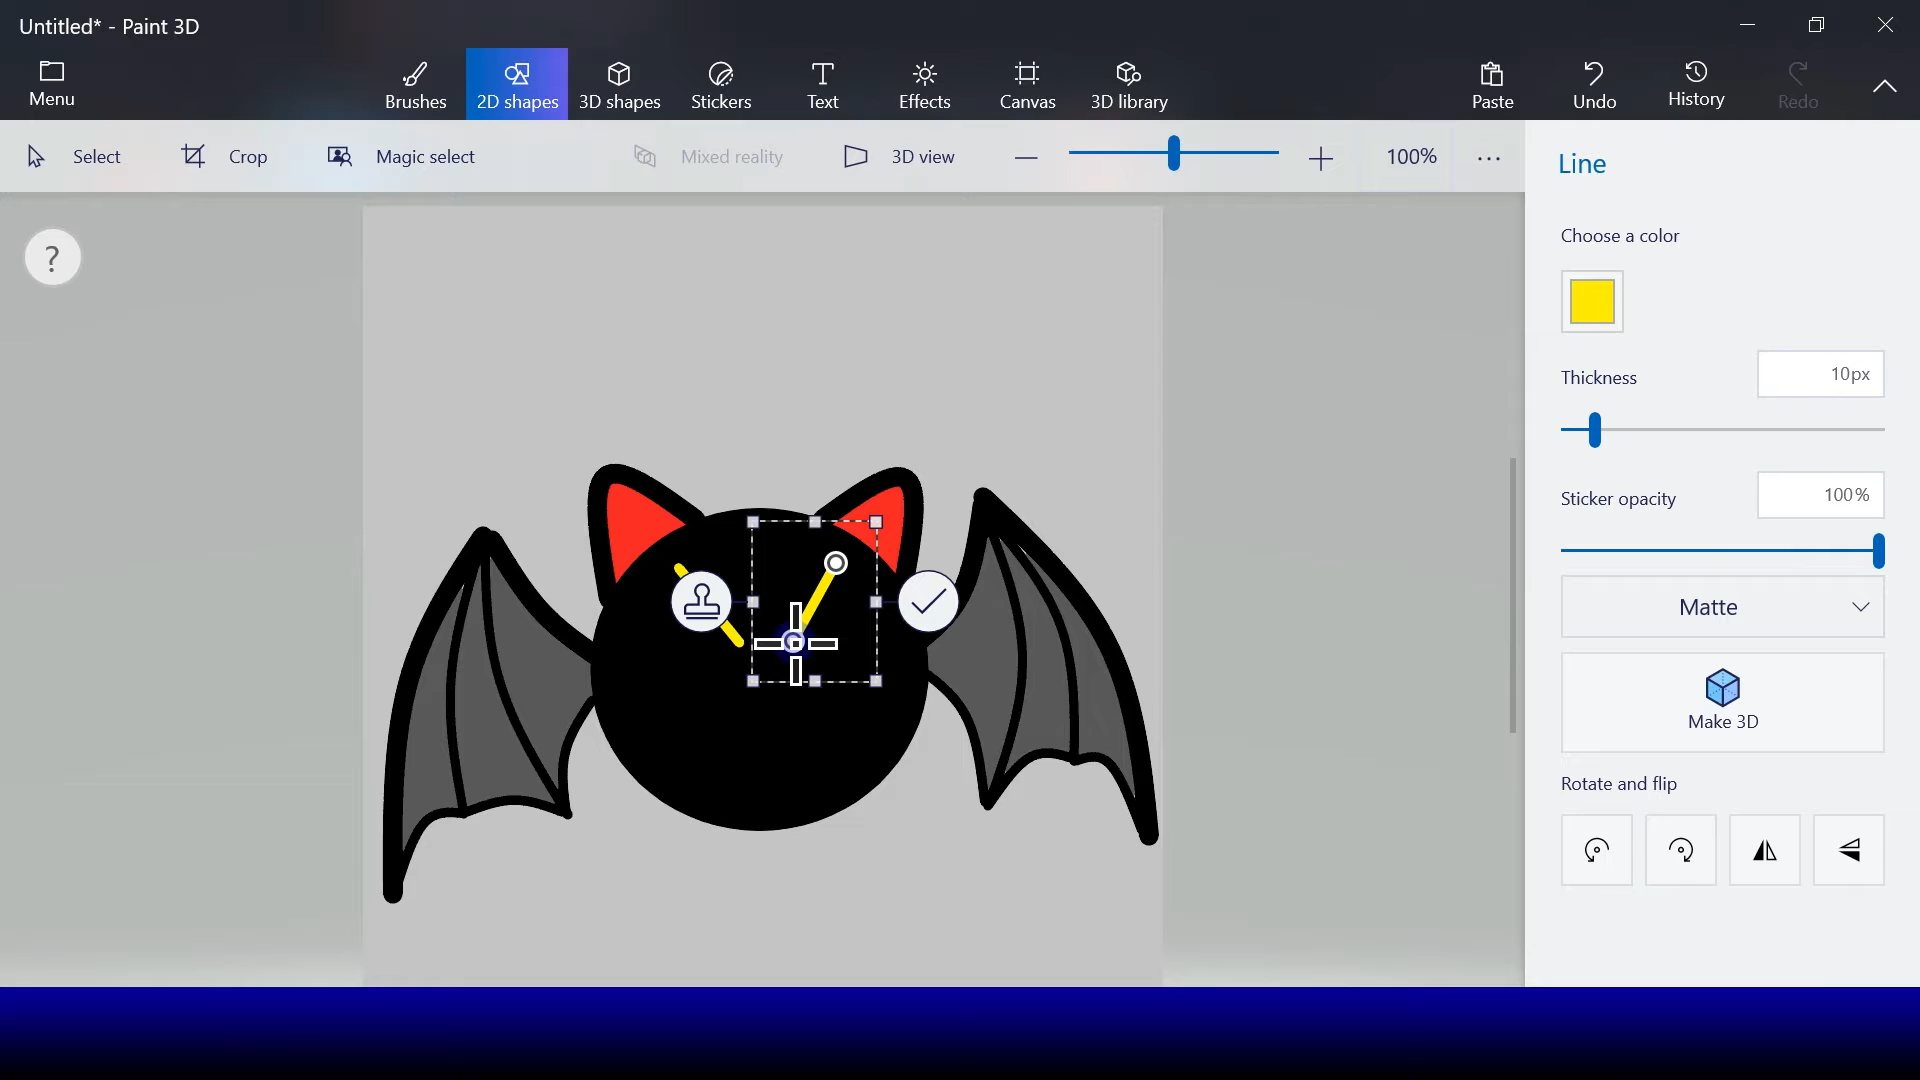 Untitled* - Paint 3D
Menu
Brushes
2D shapes
3D shapes
Stickers
Text
Effects
Canvas
3D library
Paste
Undo
History
Redo
Select
Crop
Magic select
Mixed reality
3D view
100%
?
Line
Choose a color
Thickness
10px
Sticker opacity
100%
Matte
Make 3D
Rotate and flip